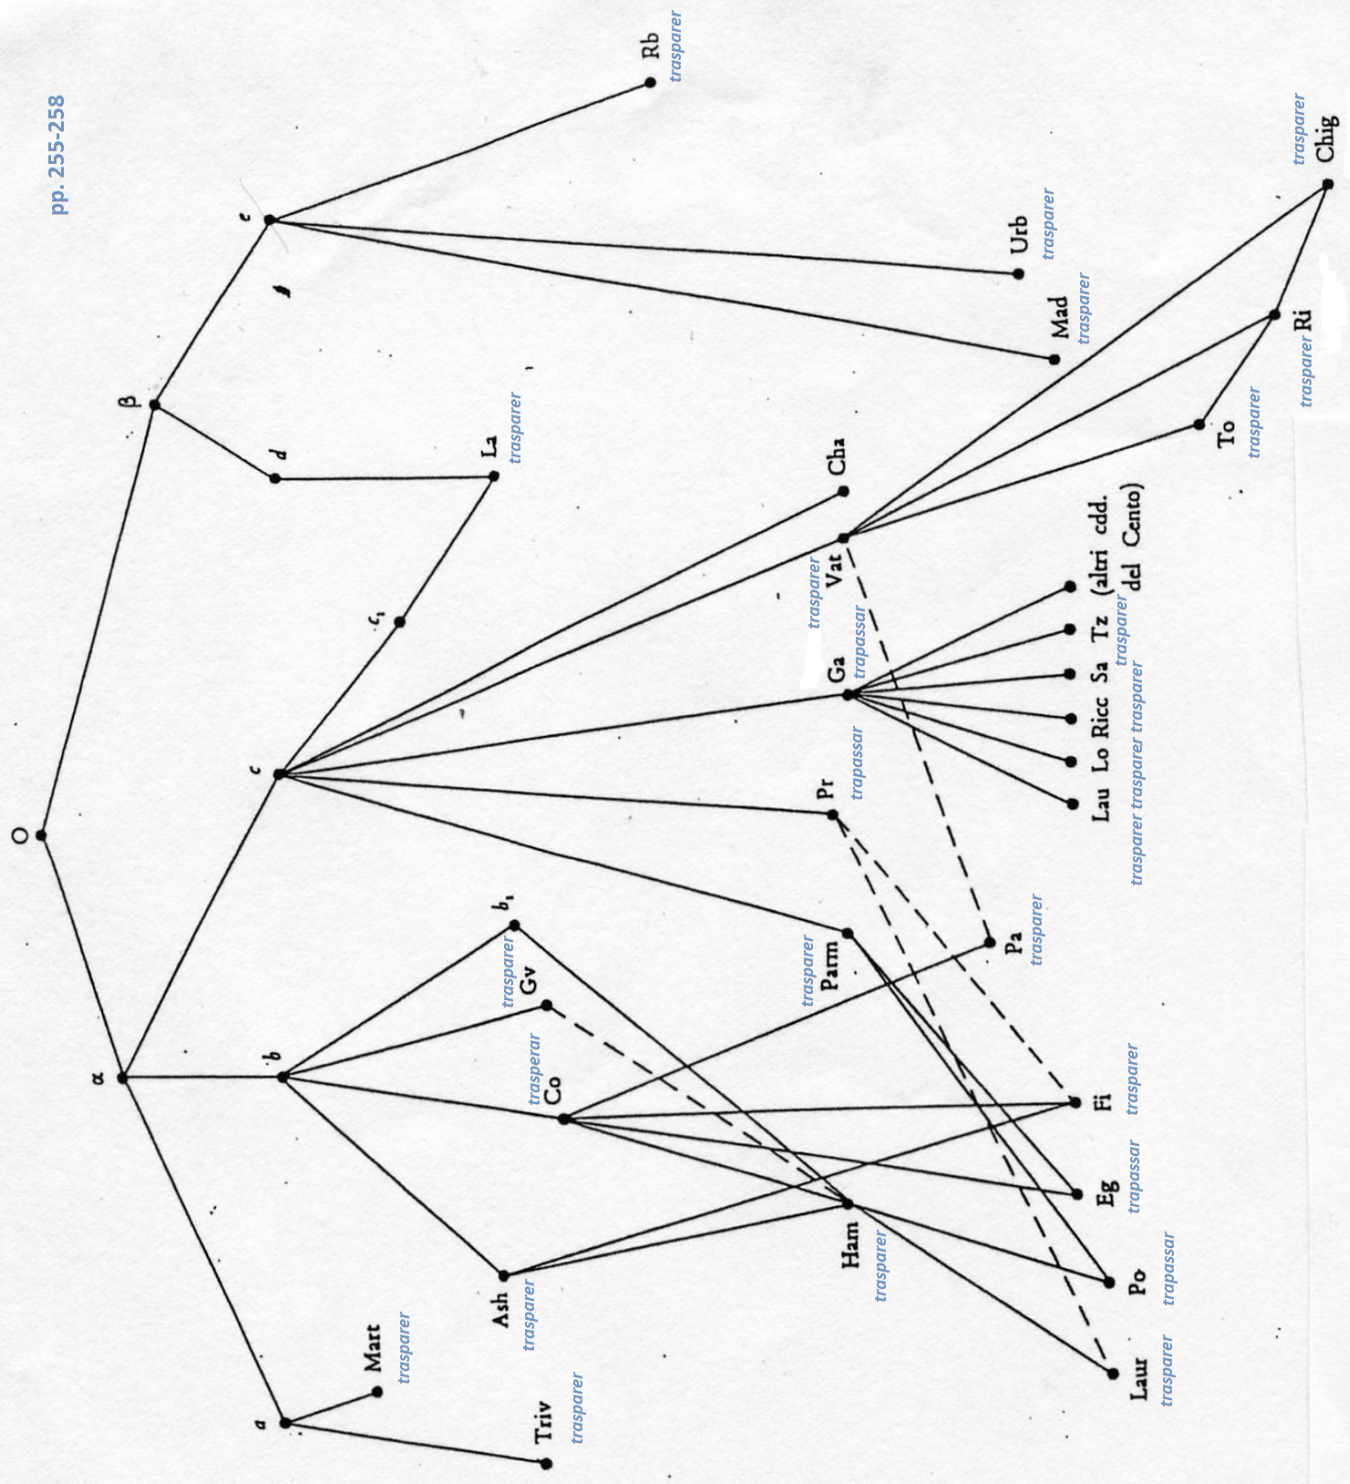 pp. 255-258
O
α
β
a
b
c
d
e
Mart
trasparer
Triv
trasparer
Ash
trasparer
Co
trasperar
Gv
trasparer
b₁
c₁
La
trasparer
Rb
trasparer
Urb
trasparer
Mad
trasparer
Ham
trasparer
Parm
trasparer
Pr
trapassar
Ga
trapassar
Vat
trasparer
Cha
Laur
trasparer
Po
trapassar
Eg
trapassar
Fi
trasparer
Pa
trasparer
Lau Lo Ricc Sa Tz (altri cdd.
del Cento)
trasparer trasparer trasparer trasparer
To
trasparer
Ri
trasparer
Chig
trasparer